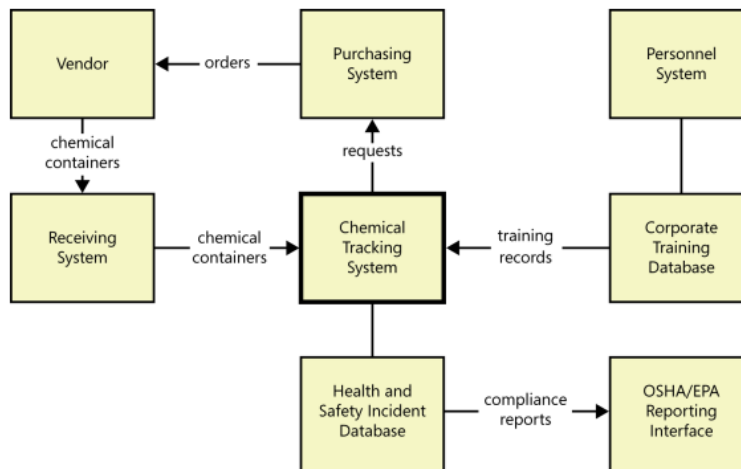 Vendor
orders
Purchasing
System
Personnel
System
chemical
containers
requests
Receiving
System
chemical
containers
Chemical
Tracking
System
training
records
Corporate
Training
Database
Health and
Safety Incident
Database
compliance
reports
OSHA/EPA
Reporting
Interface